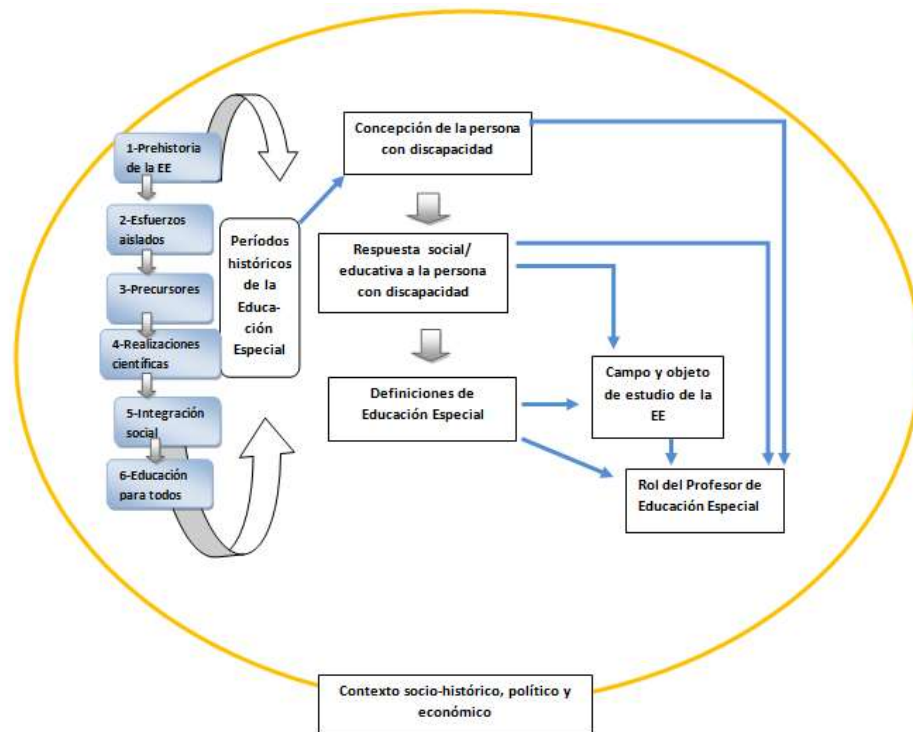 1-Prehistoria
de la EE
2-Esfuerzos
aislados
3-Precursores
4-Realizaciones
científicas
5-Integración
social
6-Educación
para todos
Períodos
históricos
de la
Educa-
ción
Especial
Concepción de la persona
con discapacidad
Respuesta social/
educativa a la persona
con discapacidad
Definiciones de
Educación Especial
Campo y objeto
de estudio de la
EE
Rol del Profesor de
Educación Especial
Contexto socio-histórico, político y
económico